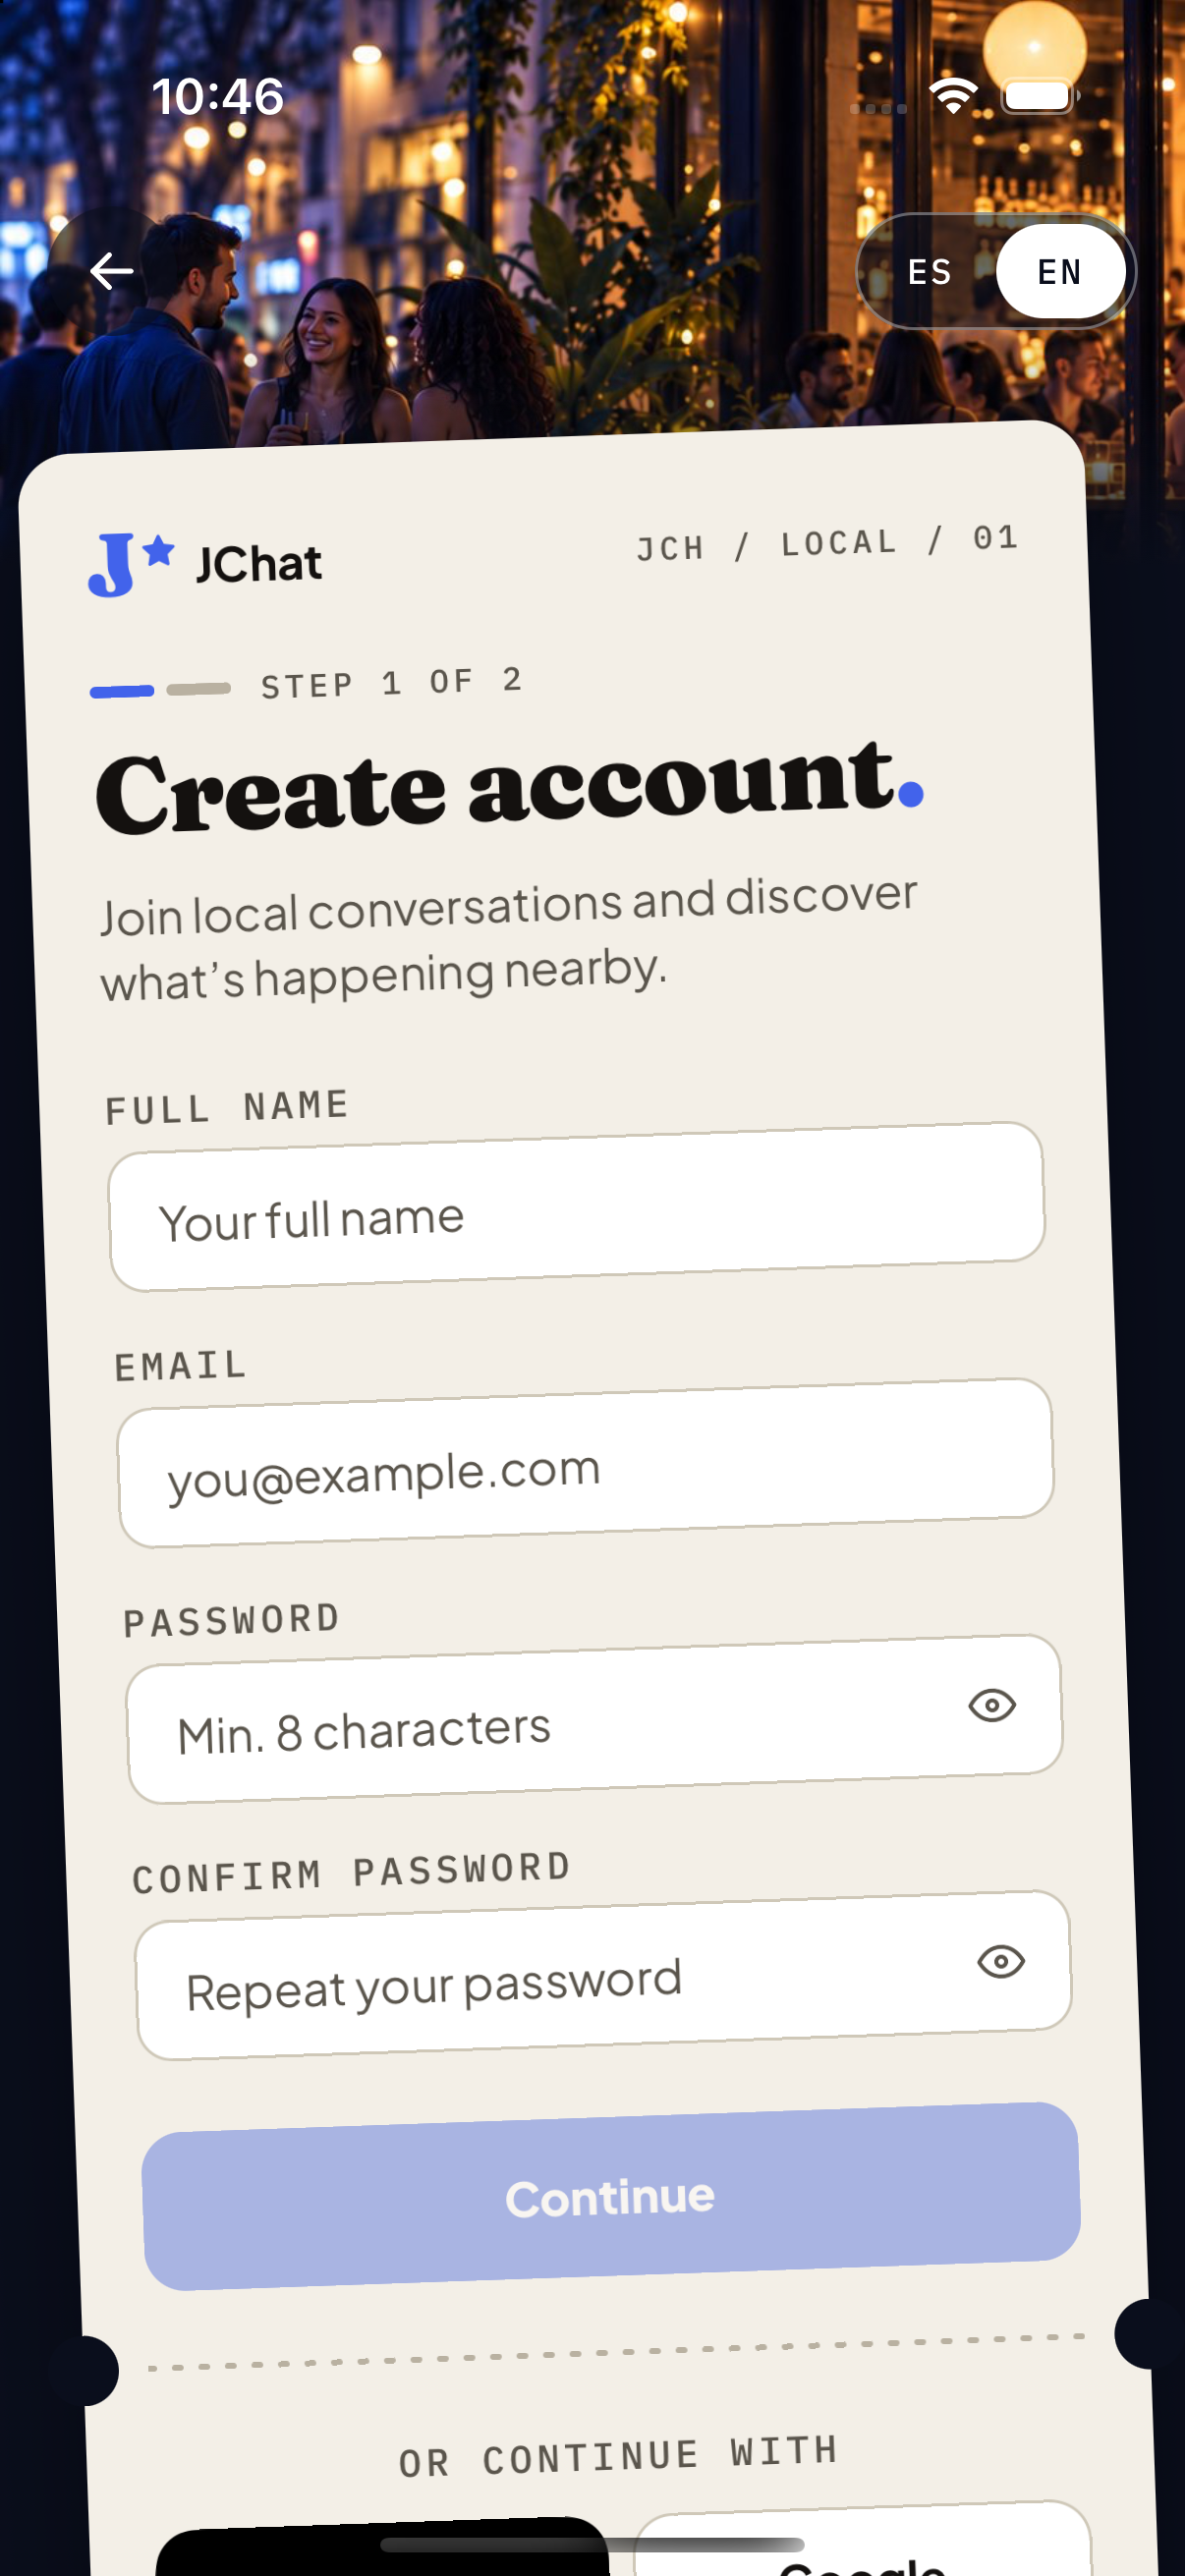 10:46
ES EN
J JChat
JCH / LOCAL / 01
STEP 1 OF 2
Create account.
Join local conversations and discover
what’s happening nearby.
FULL NAME
Your full name
EMAIL
you@example.com
PASSWORD
Min. 8 characters
CONFIRM PASSWORD
Repeat your password
Continue
OR CONTINUE WITH
Google